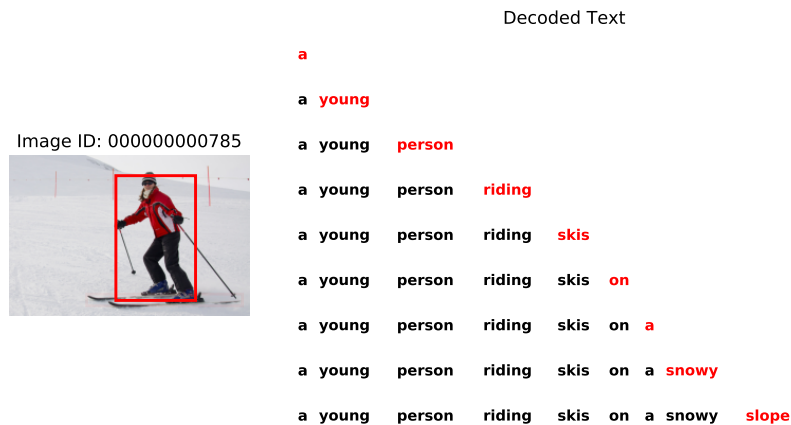 Decoded Text
a
a young
a young person
Image ID: 000000000785
a young person riding
a young person riding skis
a young person riding skis on
a young person riding skis on a
a young person riding skis on a snowy
a young person riding skis on a snowy slope